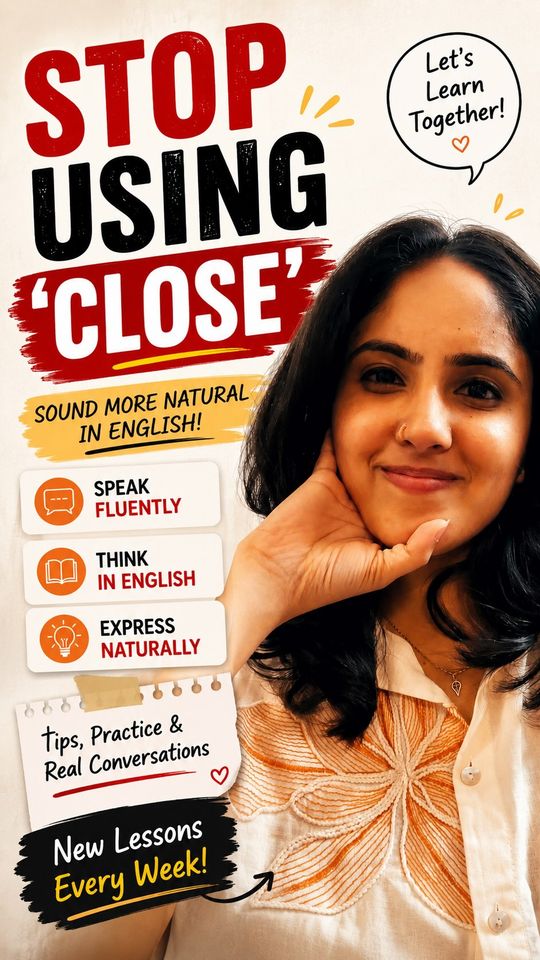 STOP
USING
‘CLOSE’
Let's
Learn
Together!
SOUND MORE NATURAL
IN ENGLISH!
SPEAK
FLUENTLY
THINK
IN ENGLISH
EXPRESS
NATURALLY
Tips, Practice &
Real Conversations
New Lessons
Every Week!